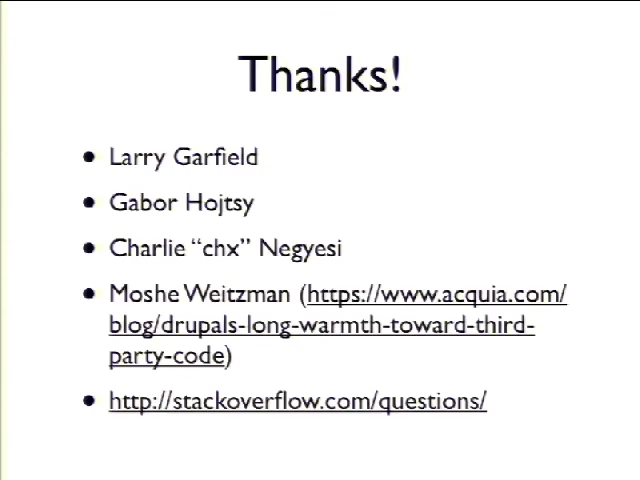 Thanks!
• Larry Garfield
• Gabor Hojtsy
• Charlie “chx” Negyesi
• Moshe Weitzman (https://www.acquia.com/
blog/drupals-long-warmth-toward-third-
party-code)
• http://stackoverflow.com/questions/